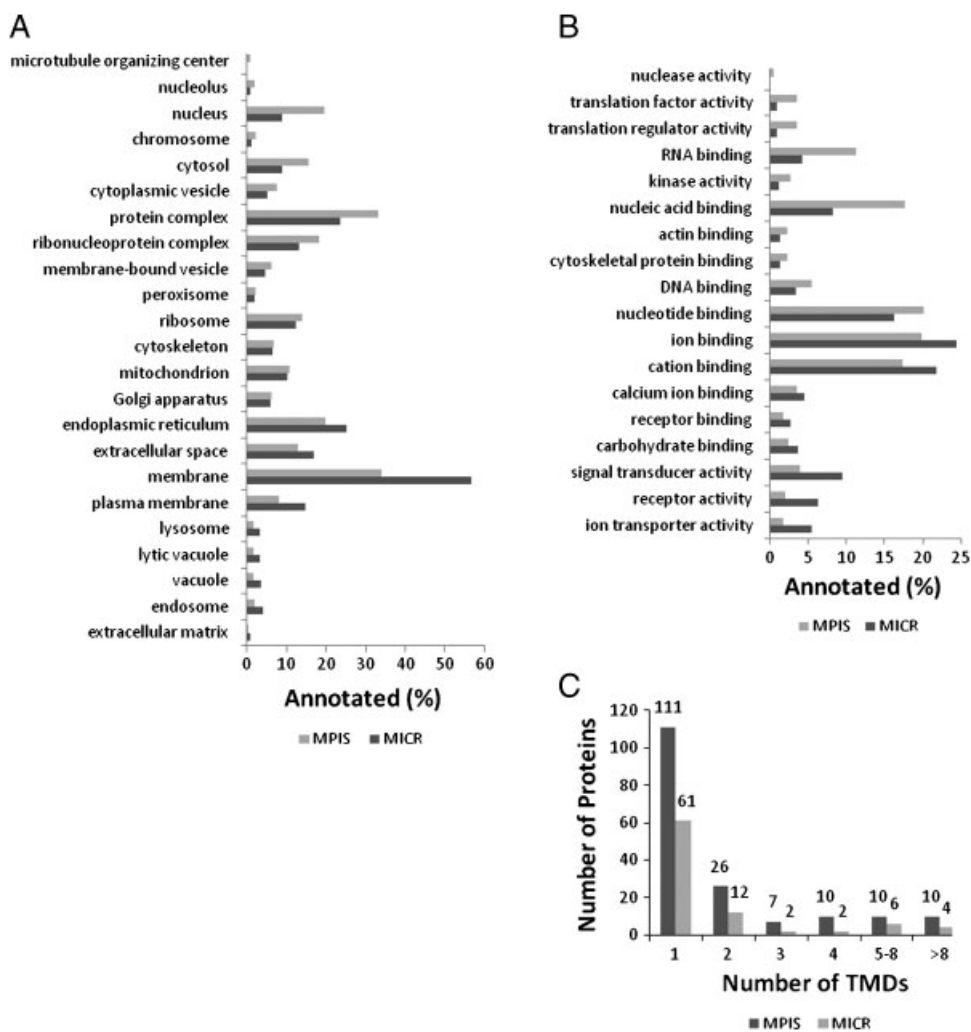 A
microtubule organizing center
nucleolus
nucleus
chromosome
cytosol
cytoplasmic vesicle
protein complex
ribonucleoprotein complex
membrane-bound vesicle
peroxisome
ribosome
cytoskeleton
mitochondrion
Golgi apparatus
endoplasmic reticulum
extracellular space
membrane
plasma membrane
lysosome
lytic vacuole
vacuole
endosome
extracellular matrix
0 10 20 30 40 50 60
Annotated (%)
MPIS MICR
B
nuclease activity
translation factor activity
translation regulator activity
RNA binding
kinase activity
nucleic acid binding
actin binding
cytoskeletal protein binding
DNA binding
nucleotide binding
ion binding
cation binding
calcium ion binding
receptor binding
carbohydrate binding
signal transducer activity
receptor activity
ion transporter activity
0 5 10 15 20 25
Annotated (%)
MPIS MICR
C
Number of Proteins
120
100
80
60
40
20
0
111
61
26
12
7
2
10
2
10
6
10
4
1 2 3 4 5-8 >8
Number of TMDs
MPIS MICR